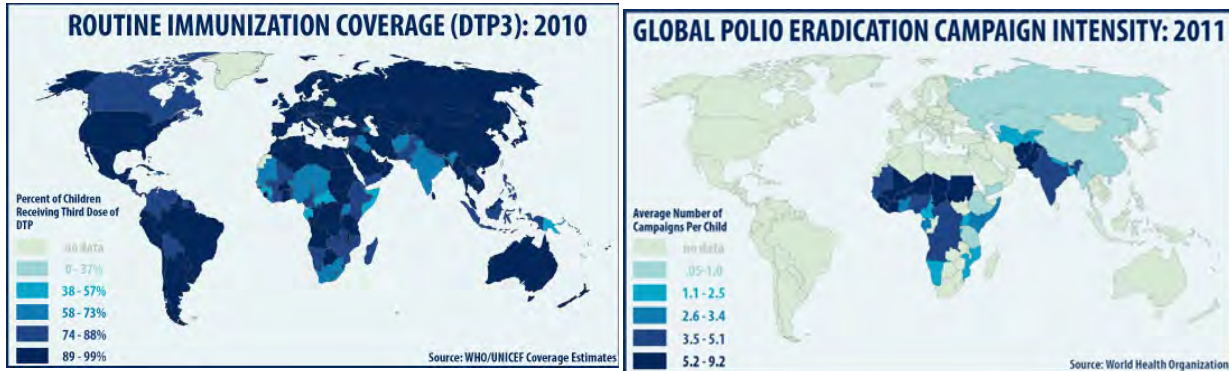 ROUTINE IMMUNIZATION COVERAGE (DTP3): 2010
Percent of Children
Receiving Third Dose of
DTP
no data
0 - 37%
38 - 57%
58 - 73%
74 - 88%
89 - 99%
Source: WHO/UNICEF Coverage Estimates
GLOBAL POLIO ERADICATION CAMPAIGN INTENSITY: 2011
Average Number of
Campaigns Per Child
no data
.05-1.0
1.1 - 2.5
2.6 - 3.4
3.5 - 5.1
5.2 - 9.2
Source: World Health Organization